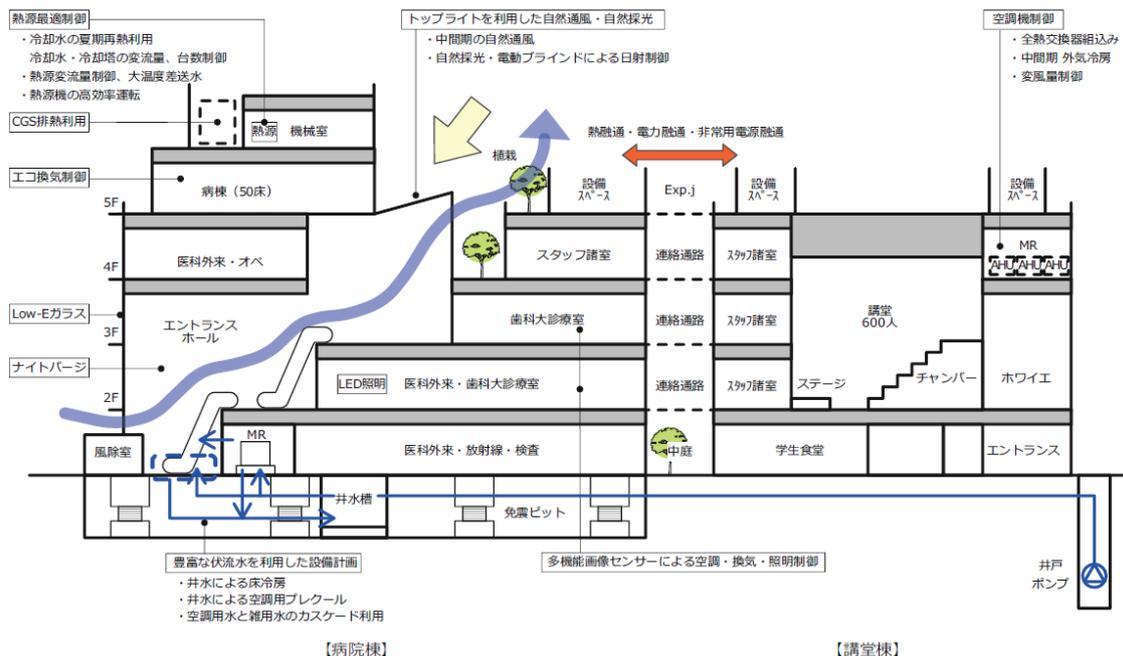 熱源最適制御
・冷却水の夏期再熱利用
冷却水・冷却塔の変流量、台数制御
・熱源変流量制御、大温度差送水
・熱源機の高効率運転
CGS排熱利用
エコ換気制御
Low-Eガラス
ナイトパージ
トップライトを利用した自然通風・自然採光
・中間期の自然通風
・自然採光・電動ブラインドによる日射制御
空調機制御
・全熱交換器組込み
・中間期 外気冷房
・変風量制御
熱源 機械室
病棟（50床）
植栽
熱融通・電力融通・非常用電源融通
設備
スペース
Exp.j
設備
スペース
設備
スペース
5F
医科外来・オペ
スタッフ諸室
連絡通路
スタッフ諸室
MR
AHU AHU AHU
4F
エントランス
ホール
歯科大診療室
連絡通路
スタッフ諸室
講堂
600人
3F
LED照明
医科外来・歯科大診療室
連絡通路
スタッフ諸室
ステージ
チャンバー
ホワイエ
2F
風除室
MR
医科外来・放射線・検査
中庭
学生食堂
エントランス
井水槽
免震ピット
豊富な伏流水を利用した設備計画
・井水による床冷房
・井水による空調用プレクール
・空調用水と雑用水のカスケード利用
多機能画像センサーによる空調・換気・照明制御
井戸
ポンプ
【病院棟】
【講堂棟】